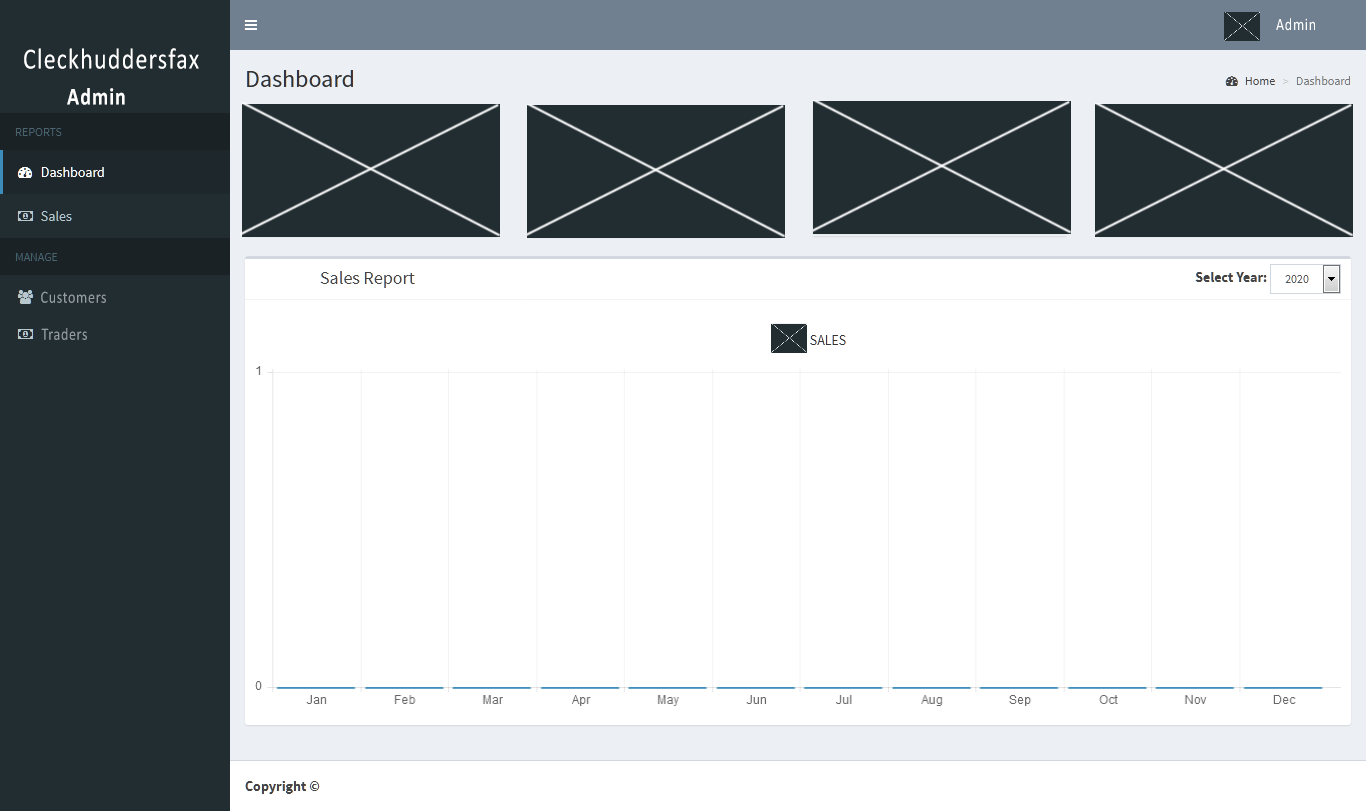 Cleckhuddersfax
Admin
Admin
REPORTS
Dashboard
Sales
MANAGE
Customers
Traders
Dashboard
Home > Dashboard
Sales Report
Select Year: 2020
SALES
1
0
Jan Feb Mar Apr May Jun Jul Aug Sep Oct Nov Dec
Copyright ©